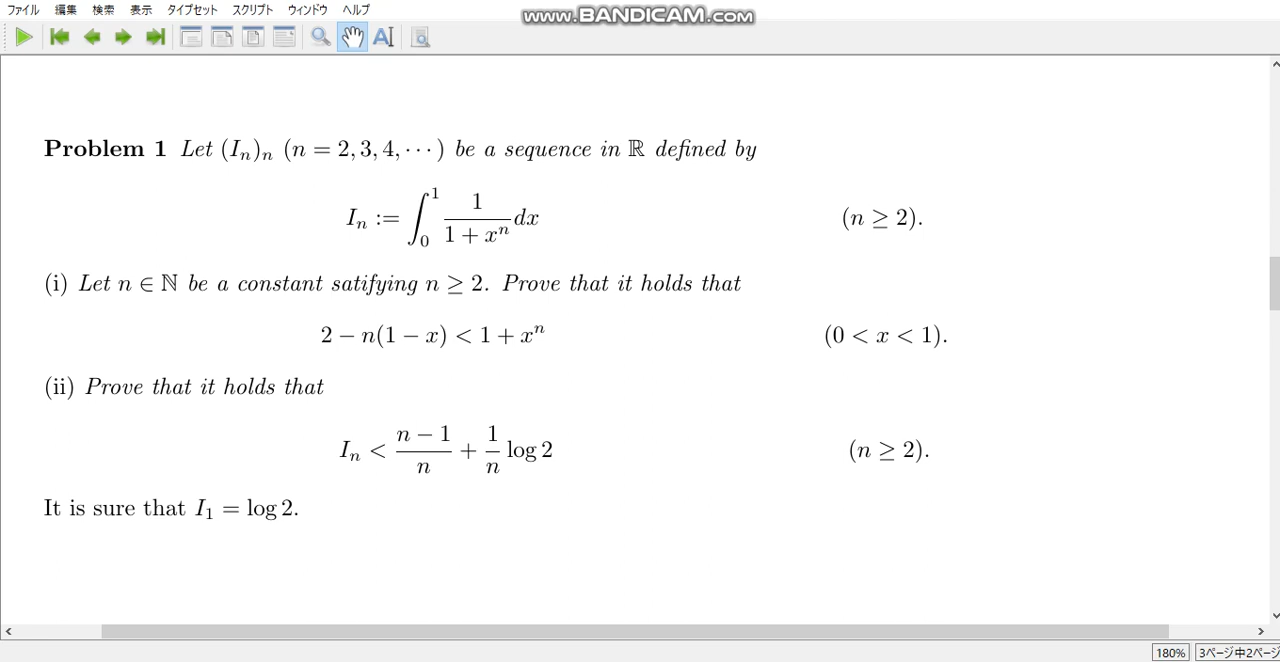 ファイル 編集 検索 表示 タイプセット スクリプト ウィンドウ ヘルプ
www.BANDICAM.com
Problem 1 Let (I_n)_n (n = 2, 3, 4, ⋯) be a sequence in ℝ defined by
I_n := ∫_0^1 1/(1 + x^n) dx (n ≥ 2).
(i) Let n ∈ ℕ be a constant satifying n ≥ 2. Prove that it holds that
2 − n(1 − x) < 1 + x^n (0 < x < 1).
(ii) Prove that it holds that
I_n < (n − 1)/n + 1/n log 2 (n ≥ 2).
It is sure that I_1 = log 2.
180% 3ページ中2ページ